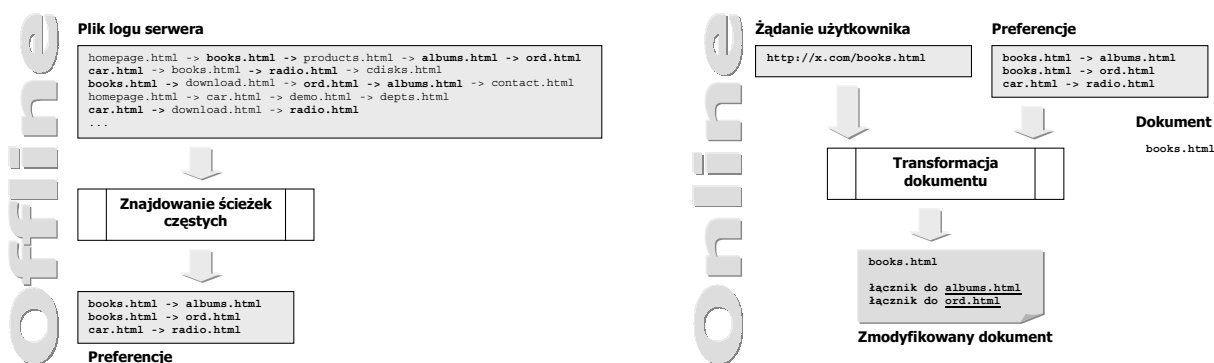 Offline
Plik logu serwera
homepage.html -> books.html -> products.html -> albums.html -> ord.html
car.html -> books.html -> radio.html -> cdisks.html
books.html -> download.html -> ord.html -> albums.html -> contact.html
homepage.html -> car.html -> demo.html -> depts.html
car.html -> download.html -> radio.html
...
Znajdowanie ścieżek
częstych
books.html -> albums.html
books.html -> ord.html
car.html -> radio.html
Preferencje
Online
Żądanie użytkownika
http://x.com/books.html
Preferencje
books.html -> albums.html
books.html -> ord.html
car.html -> radio.html
Dokument
books.html
Transformacja
dokumentu
books.html
łącznik do albums.html
łącznik do ord.html
Zmodyfikowany dokument